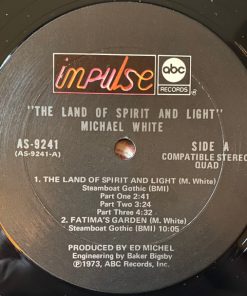 impulse
abc
RECORDS
®
"THE LAND OF SPIRIT AND LIGHT"
MICHAEL WHITE
AS-9241
(AS-9241-A)
SIDE A
COMPATIBLE STEREO
QUAD
1. THE LAND OF SPIRIT AND LIGHT (M. White)
Steamboat Gothic (BMI)
Part One 2:41
Part Two 3:24
Part Three 4:32
2. FATIMA'S GARDEN (M. White)
Steamboat Gothic (BMI) 10:05
PRODUCED BY ED MICHEL
Engineering by Baker Bigsby
℗1973, ABC Records, Inc.